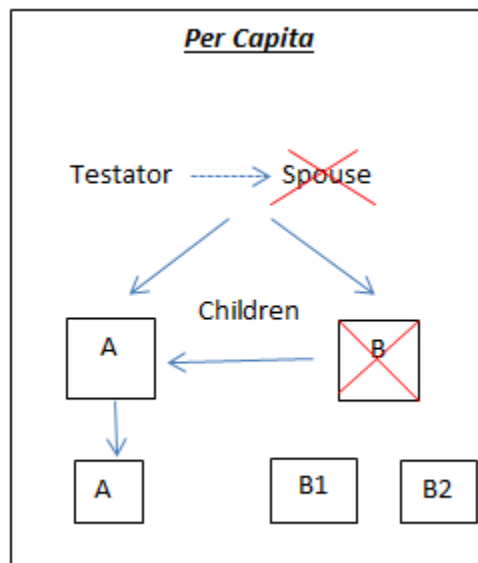 Per Capita
Testator Spouse
Children
A B
A B1 B2